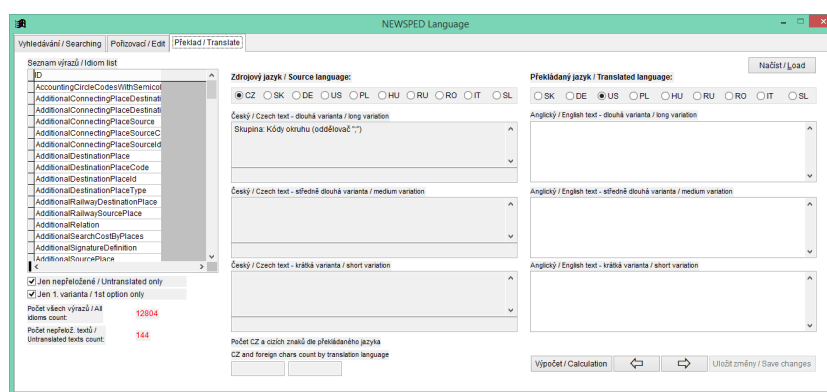 NEWSPED Language
Vyhledávání / Searching
Pořizovací / Edit
Překlad / Translate
Načíst / Load
Seznam výrazů / Idiom list
ID
AccountingCircleCodesWithSemicol
AdditionalConnectingPlaceDestinati
AdditionalConnectingPlaceDestinati
AdditionalConnectingPlaceSource
AdditionalConnectingPlaceSourceC
AdditionalConnectingPlaceSourceId
AdditionalDestinationPlace
AdditionalDestinationPlaceCode
AdditionalDestinationPlaceId
AdditionalDestinationPlaceType
AdditionalRailwayDestinationPlace
AdditionalRailwaySourcePlace
AdditionalRelation
AdditionalSearchCostByPlaces
AdditionalSignatureDefinition
AdditionalSourcePlace
Jen nepřeložené / Untranslated only
Jen 1. varianta / 1st option only
Počet všech výrazů / All
idioms count:
12804
Počet nepřelož. textů /
Untranslated texts count:
144
Zdrojový jazyk / Source language:
CZ SK DE US PL HU RU RO IT SL
Český / Czech text - dlouhá varianta / long variation
Skupina: Kódy okruhu (oddělovač ";")
Český / Czech text - středně dlouhá varianta / medium variation
Český / Czech text - krátká varianta / short variation
Počet CZ a cizích znaků dle překládaného jazyka
CZ and foreign chars count by translation language
Překládaný jazyk / Translated language:
SK DE US PL HU RU RO IT SL
Anglický / English text - dlouhá varianta / long variation
Anglický / English text - středně dlouhá varianta / medium variation
Anglický / English text - krátká varianta / short variation
Výpočet / Calculation
Uložit změny / Save changes